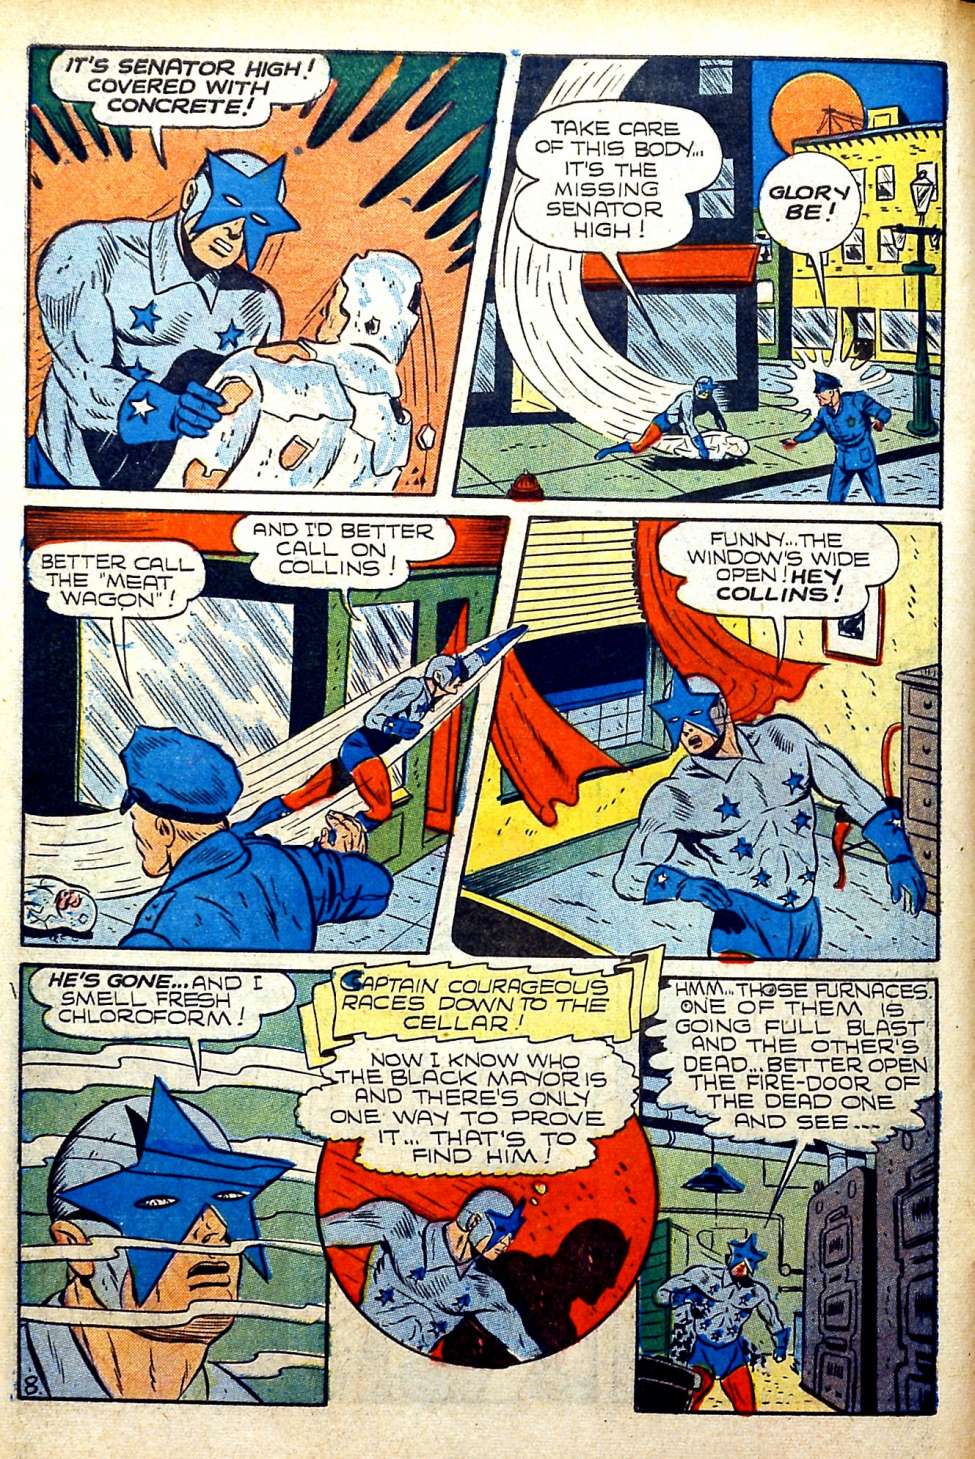 IT'S SENATOR HIGH!
COVERED WITH
CONCRETE!
TAKE CARE
OF THIS BODY...
IT'S THE
MISSING
SENATOR
HIGH!
GLORY
BE!
BETTER CALL
THE "MEAT
WAGON"!
AND I'D BETTER
CALL ON
COLLINS!
FUNNY...THE
WINDOW'S WIDE
OPEN! HEY,
COLLINS!
HE'S GONE...AND I
SMELL FRESH
CHLOROFORM!
8
CAPTAIN COURAGEOUS
RACES DOWN TO THE
CELLAR!
NOW I KNOW WHO
THE BLACK MAYOR IS
AND THERE'S ONLY
ONE WAY TO PROVE
IT... THAT'S TO
FIND HIM!
HMM...THOSE FURNACES.
ONE OF THEM IS
GOING FULL BLAST
AND THE OTHER'S
DEAD...BETTER OPEN
THE FIRE-DOOR OF
THE DEAD ONE
AND SEE...